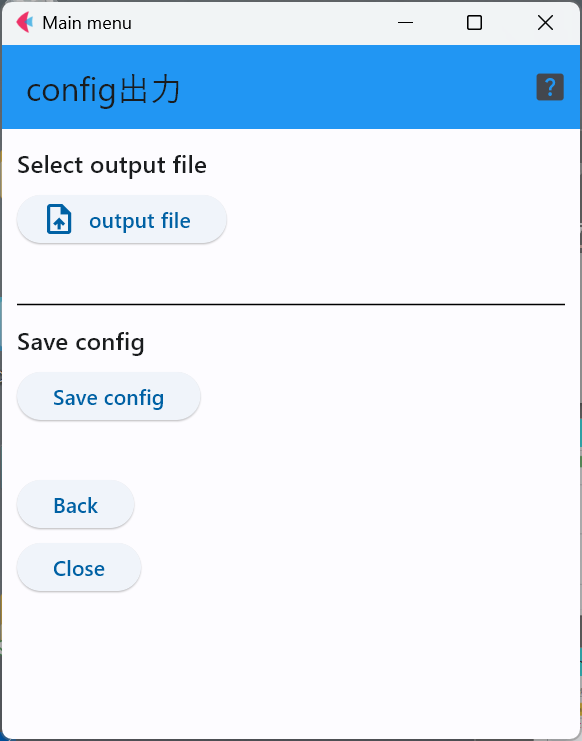 Main menu
config出力
?
Select output file
output file
Save config
Save config
Back
Close